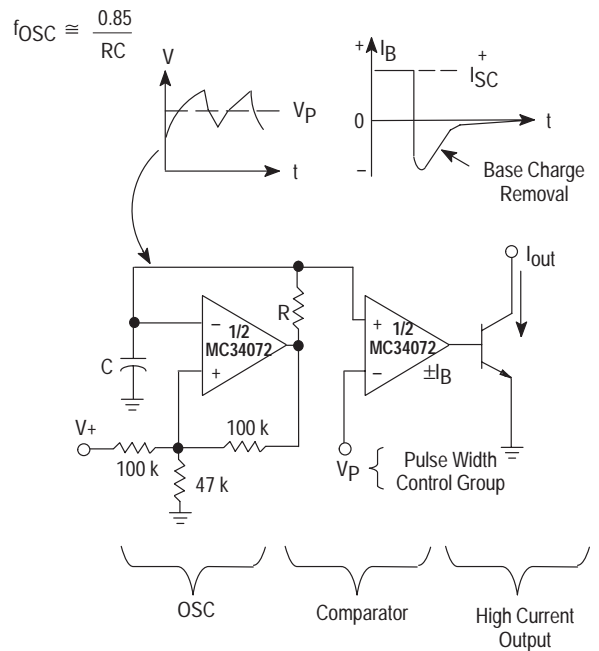 fOSC ≅ 0.85 / RC
V
VP
t
+ IB
+
ISC
0
t
–
Base Charge
Removal
Iout
R
–
1/2
MC34072
+
+
1/2
MC34072
–
±IB
C
V+
100 k
100 k
47 k
VP
Pulse Width
Control Group
OSC
Comparator
High Current
Output